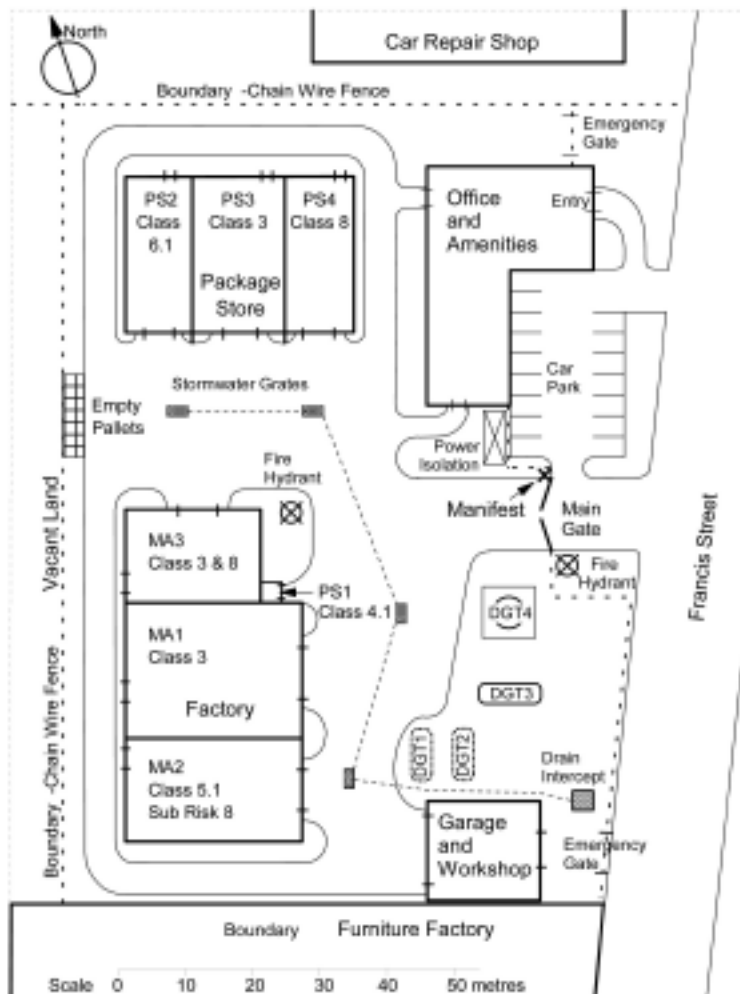 North
Car Repair Shop
Boundary -Chain Wire Fence
Emergency
Gate
PS2
Class
6.1
PS3
Class 3
PS4
Class 8
Package
Store
Office
and
Amenities
Entry
Car
Park
Stormwater Grates
Empty
Pallets
Power
Isolation
Fire
Hydrant
Manifest
Main
Gate
Vacant Land
MA3
Class 3 & 8
PS1
Class 4.1
Fire
Hydrant
Francis Street
DGT4
MA1
Class 3
Factory
DGT3
DGT1
DGT2
MA2
Class 5.1
Sub Risk 8
Drain
Intercept
Garage
and
Workshop
Emergency
Gate
Boundary -Chain Wire Fence
Boundary Furniture Factory
Scale 0 10 20 30 40 50 metres